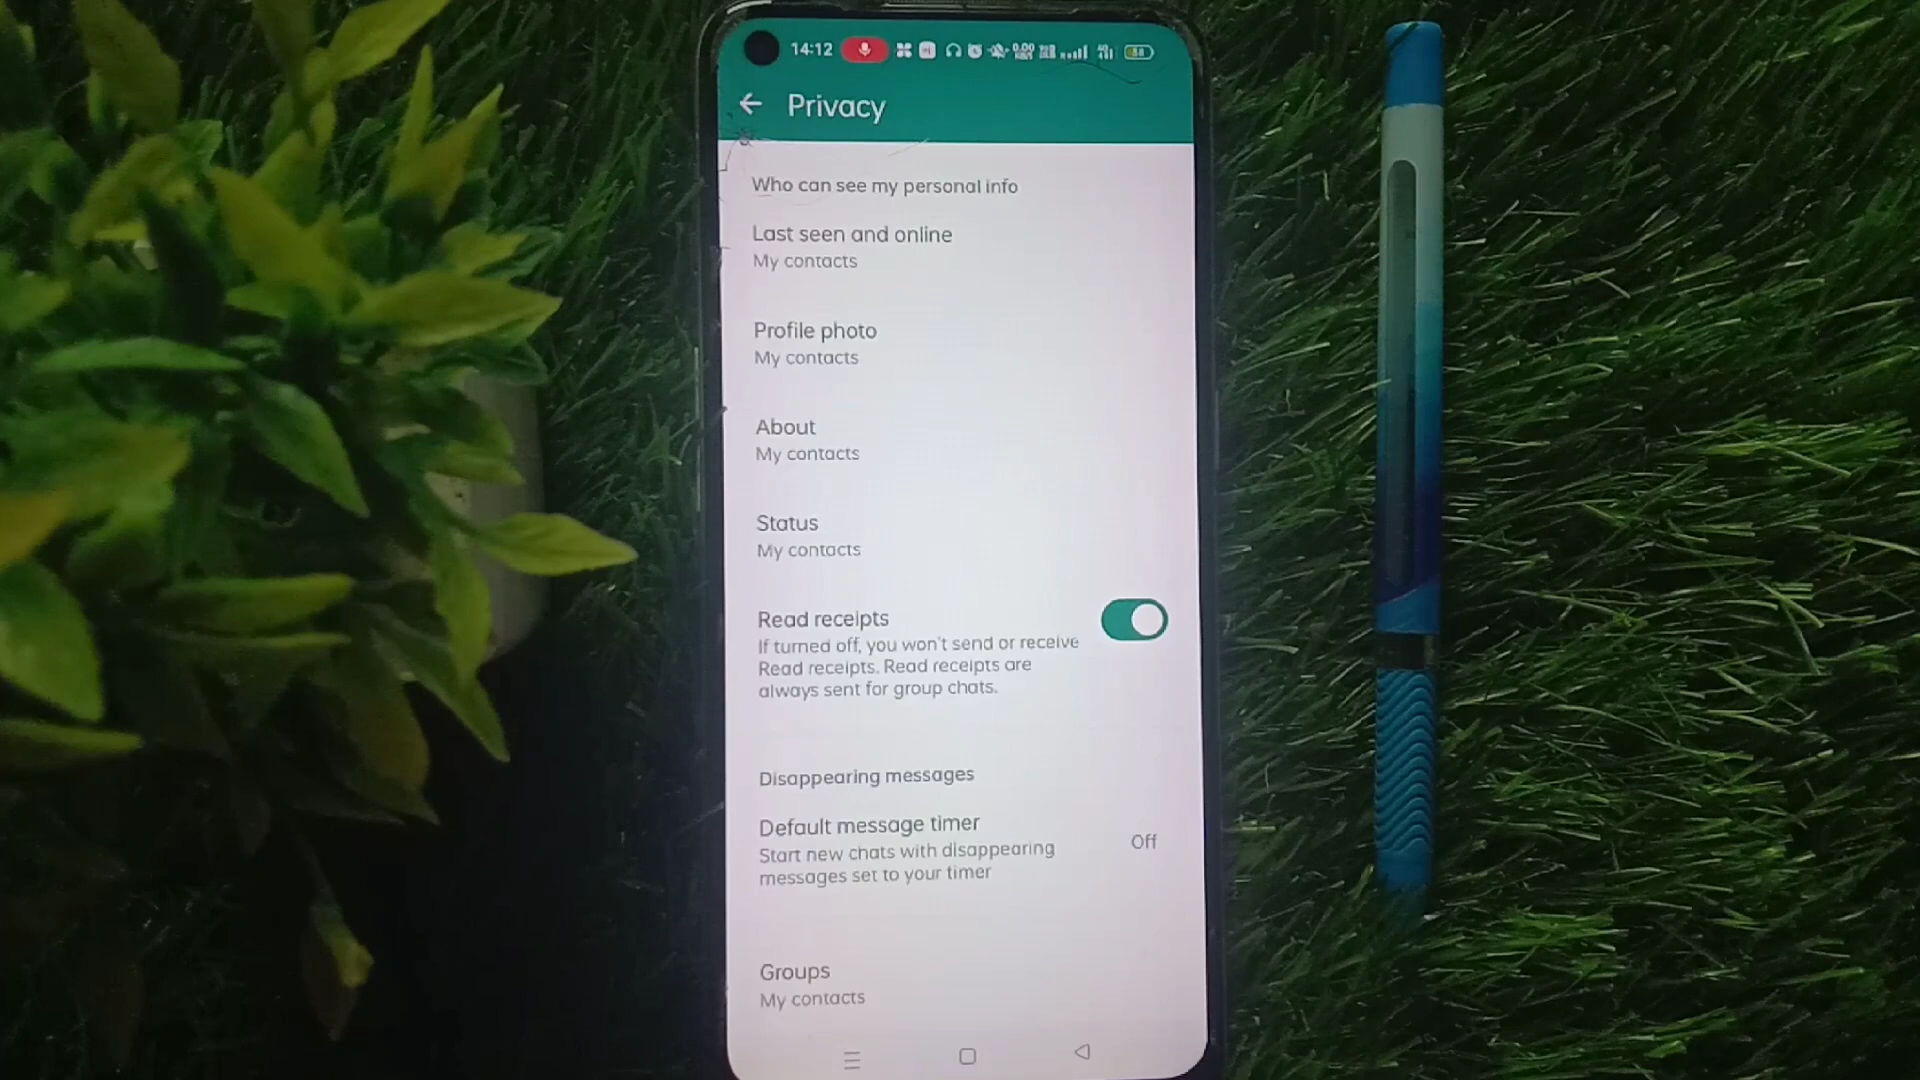 14:12
Privacy
Who can see my personal info
Last seen and online
My contacts
Profile photo
My contacts
About
My contacts
Status
My contacts
Read receipts
If turned off, you won't send or receive
Read receipts. Read receipts are
always sent for group chats.
Disappearing messages
Default message timer
Start new chats with disappearing
messages set to your timer
Off
Groups
My contacts